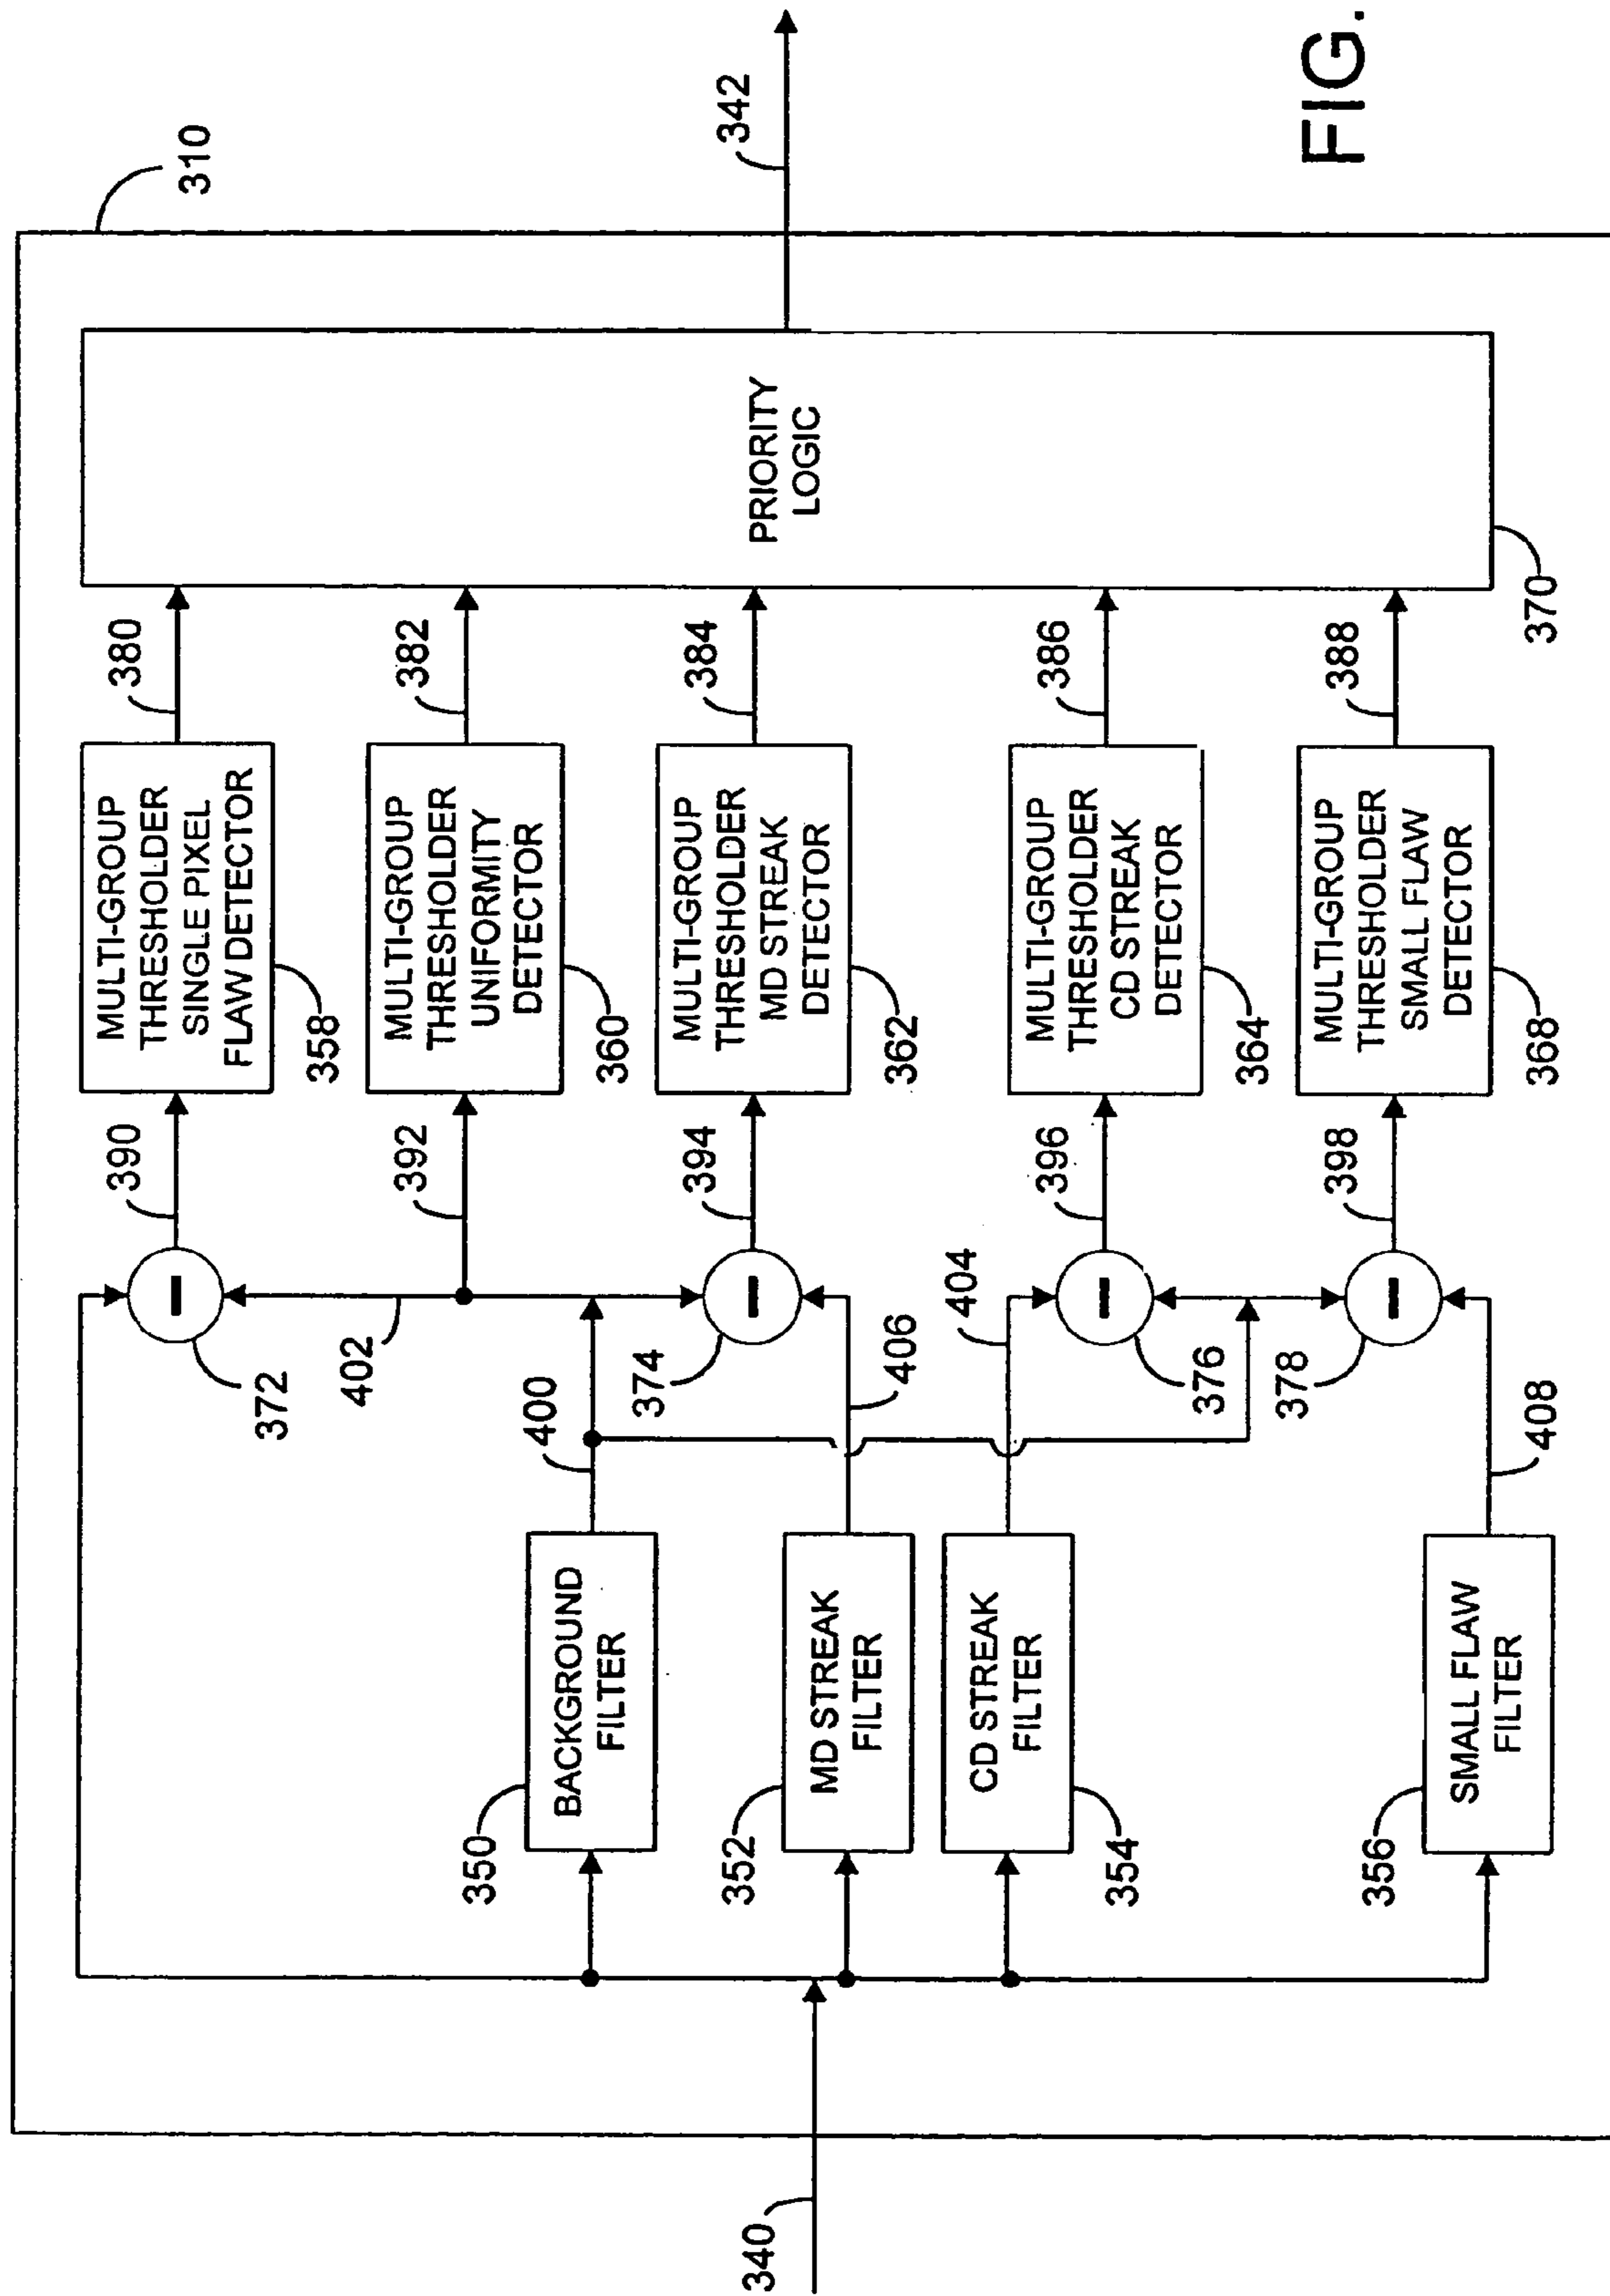 310
342
340
FIG.
350
BACKGROUND
FILTER
352
MD STREAK
FILTER
CD STREAK
FILTER
354
356
SMALL FLAW
FILTER
372
402
400
374
406
404
376
378
408
390
392
394
396
398
MULTI-GROUP
THRESHOLDER
SINGLE PIXEL
FLAW DETECTOR
358
MULTI-GROUP
THRESHOLDER
UNIFORMITY
DETECTOR
360
MULTI-GROUP
THRESHOLDER
MD STREAK
DETECTOR
362
MULTI-GROUP
THRESHOLDER
CD STREAK
DETECTOR
364
MULTI-GROUP
THRESHOLDER
SMALL FLAW
DETECTOR
368
380
382
384
386
388
PRIORITY
LOGIC
370